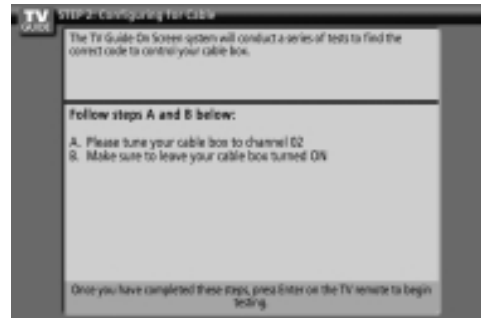 TV
GUIDE
STEP 2: Configuring for Cable
The TV Guide On Screen system will conduct a series of tests to find the
correct code to control your cable box.
Follow steps A and B below:
A. Please tune your cable box to channel 02
B. Make sure to leave your cable box turned ON
Once you have completed these steps, press Enter on the TV remote to begin
testing.